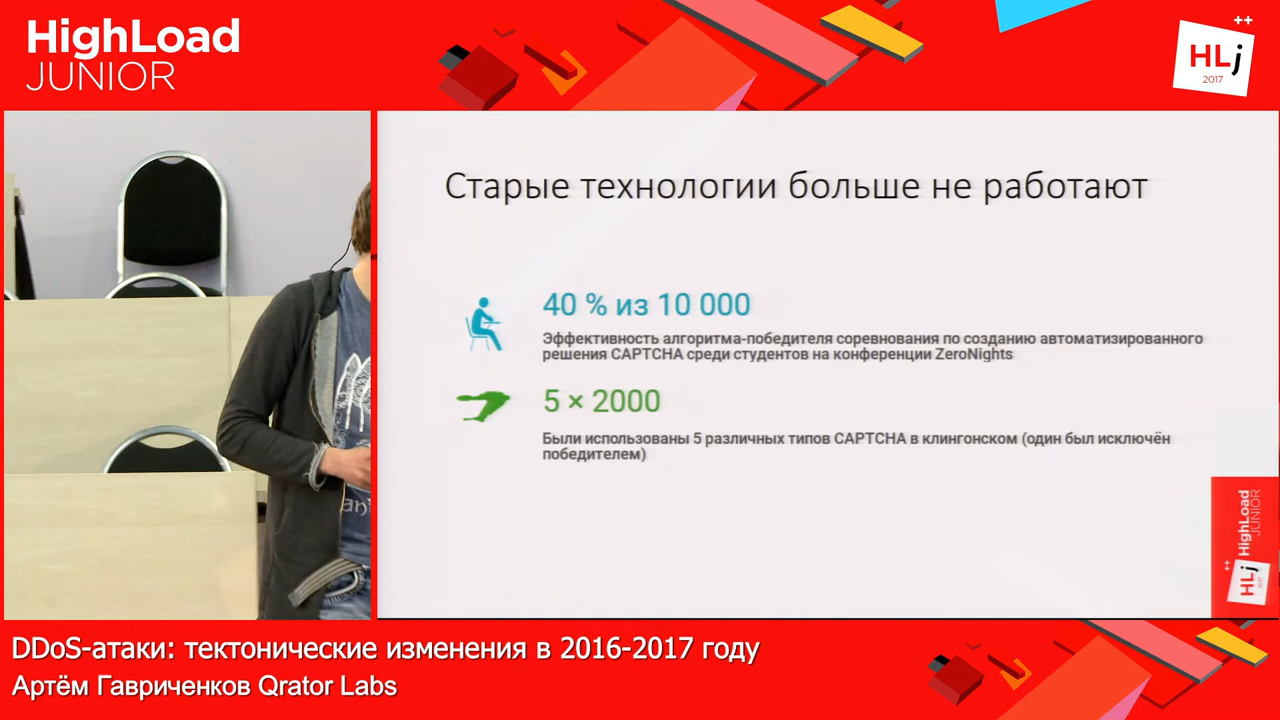 HighLoad
JUNIOR
++
HLj
2017
Старые технологии больше не работают
40 % из 10 000
Эффективность алгоритма-победителя соревнования по созданию автоматизированного
решения CAPTCHA среди студентов на конференции ZeroNights
5 × 2000
Были использованы 5 различных типов CAPTCHA в клингонском (один был исключён
победителем)
HighLoad
JUNIOR
++
HLj
DDoS-атаки: тектонические изменения в 2016-2017 году
Артём Гавриченков Qrator Labs